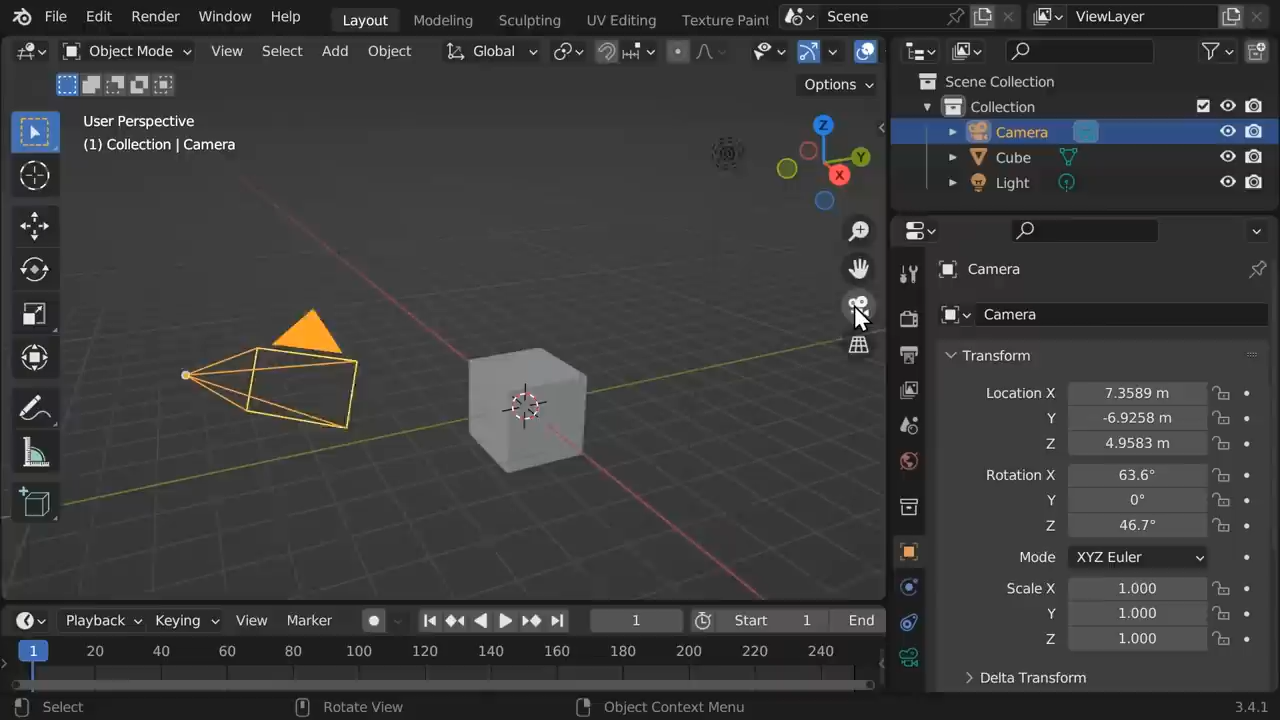 File Edit Render Window Help Layout Modeling Sculpting UV Editing Texture Paint Scene ViewLayer
Object Mode View Select Add Object Global
Options
User Perspective
(1) Collection | Camera
Z
Y
X
Scene Collection
Collection
Camera
Cube
Light
Camera
Camera
Transform
Location X 7.3589 m
Y -6.9258 m
Z 4.9583 m
Rotation X 63.6°
Y 0°
Z 46.7°
Mode XYZ Euler
Scale X 1.000
Y 1.000
Z 1.000
Delta Transform
Playback Keying View Marker 1 Start 1 End
1 20 40 60 80 100 120 140 160 180 200 220 240
Select Rotate View Object Context Menu 3.4.1